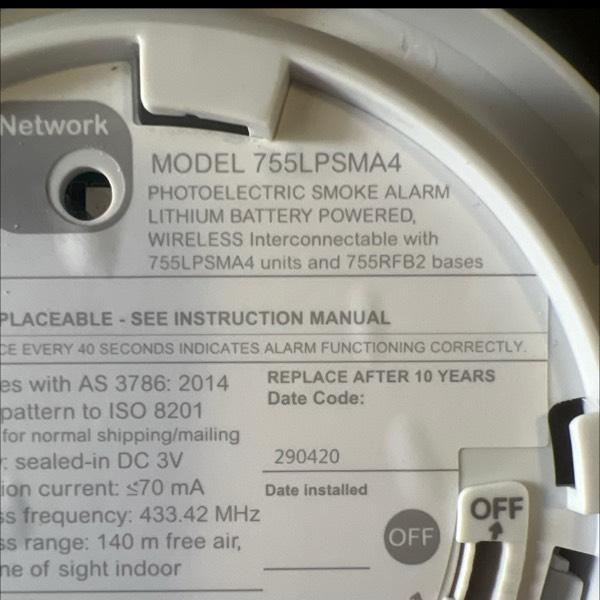 Network
MODEL 755LPSMA4
PHOTOELECTRIC SMOKE ALARM
LITHIUM BATTERY POWERED,
WIRELESS Interconnectable with
755LPSMA4 units and 755RFB2 bases
PLACEABLE - SEE INSTRUCTION MANUAL
CE EVERY 40 SECONDS INDICATES ALARM FUNCTIONING CORRECTLY.
es with AS 3786: 2014
pattern to ISO 8201
for normal shipping/mailing
: sealed-in DC 3V
ion current: ≤70 mA
ss frequency: 433.42 MHz
ss range: 140 m free air,
ne of sight indoor
REPLACE AFTER 10 YEARS
Date Code:
290420
Date installed
OFF
OFF